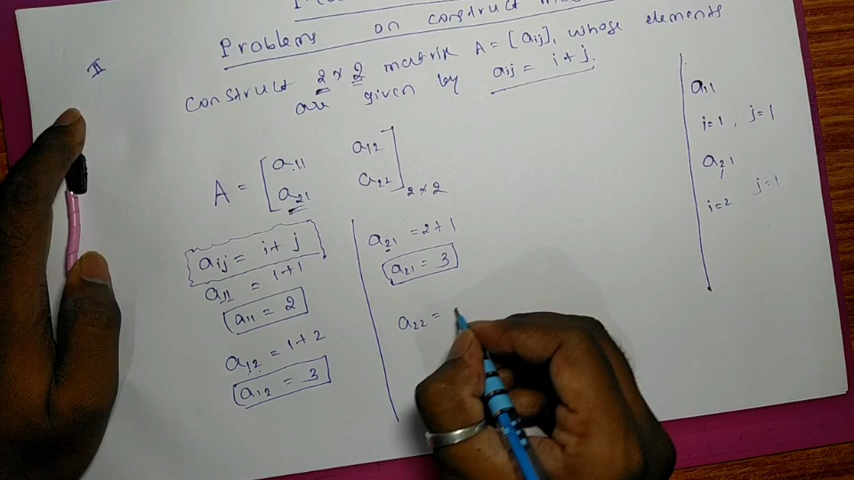 Problems on construct
II
Construct 2×2 matrix A = [aij], whose elements
are given by aij = i + j.
A = [a11 a12
a21 a22]2×2
aij = i + j
a11 = 1+1
a11 = 2
a12 = 1+2
a12 = 3
a21 = 2+1
a21 = 3
a22 =
a11
i=1, j=1
a21
i=2 j=1